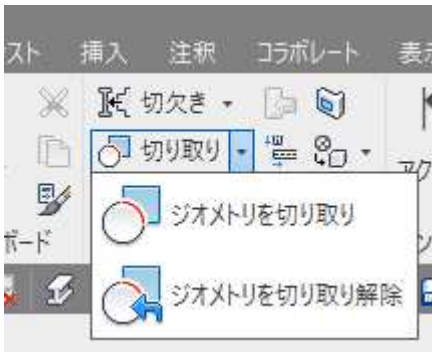 スト 挿入 注釈 コラボレート 表示
切欠き
切り取り
アク
ジオメトリを切り取り
ボード
ジオメトリを切り取り解除